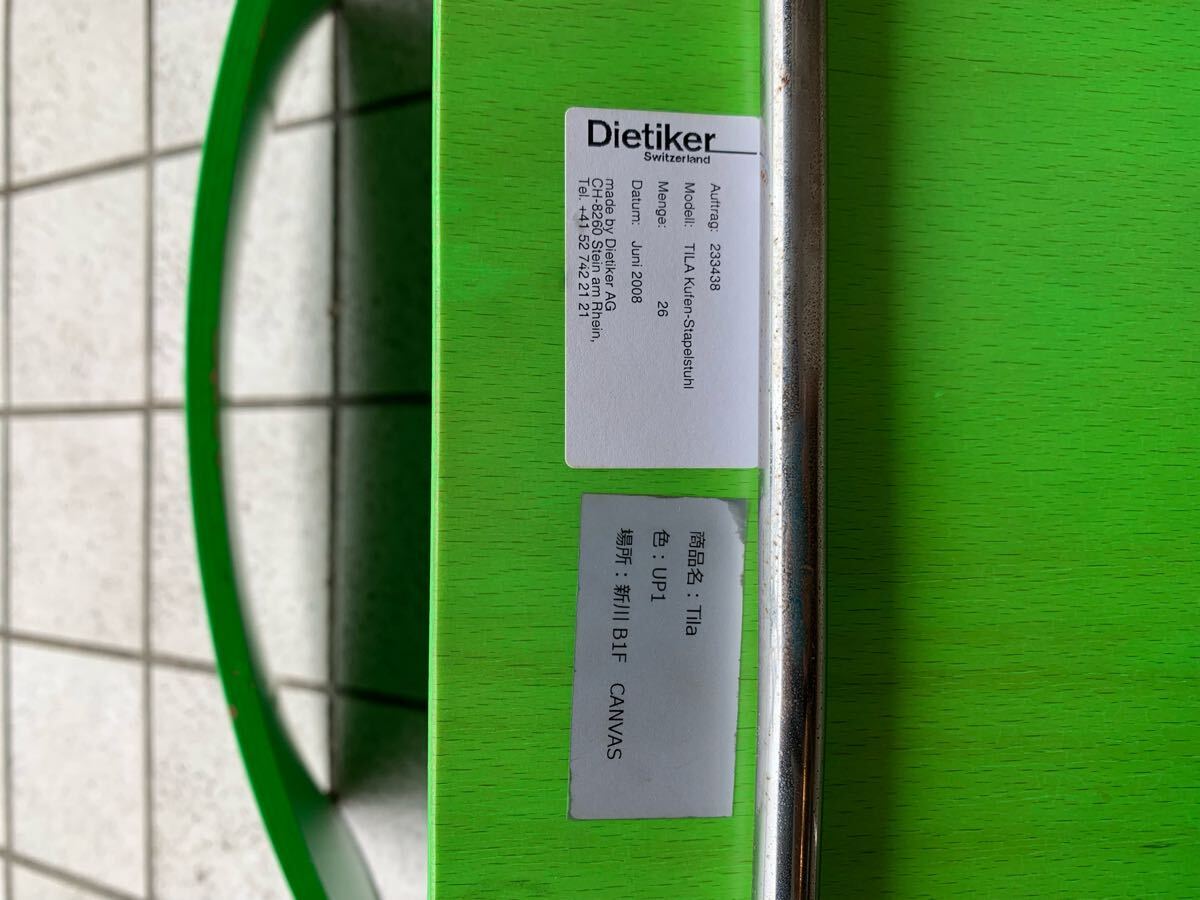 Dietiker
Switzerland
Auftrag: 233438
Modell: TILA Kufen-Stapelstuhl
Menge: 26
Datum: Juni 2008
made by Dietiker AG
CH-8260 Stein am Rhein,
Tel. +41 52 742 21 21
商品名：Tila
色：UP1
場所：新川 B1F CANVAS